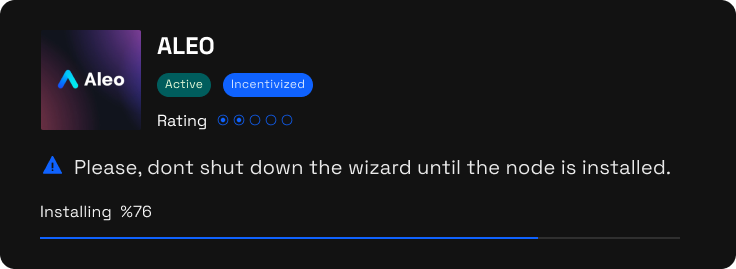 Aleo
ALEO
Active Incentivized
Rating
Please, dont shut down the wizard until the node is installed.
Installing %76